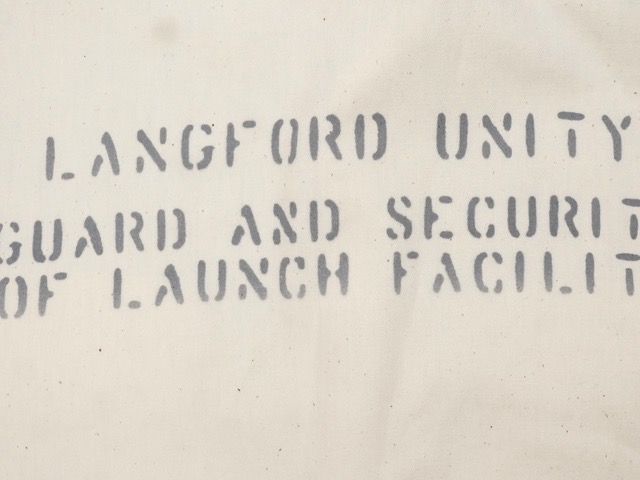 LANGFORD UNITY
GUARD AND SECURIT
OF LAUNCH FACILIT